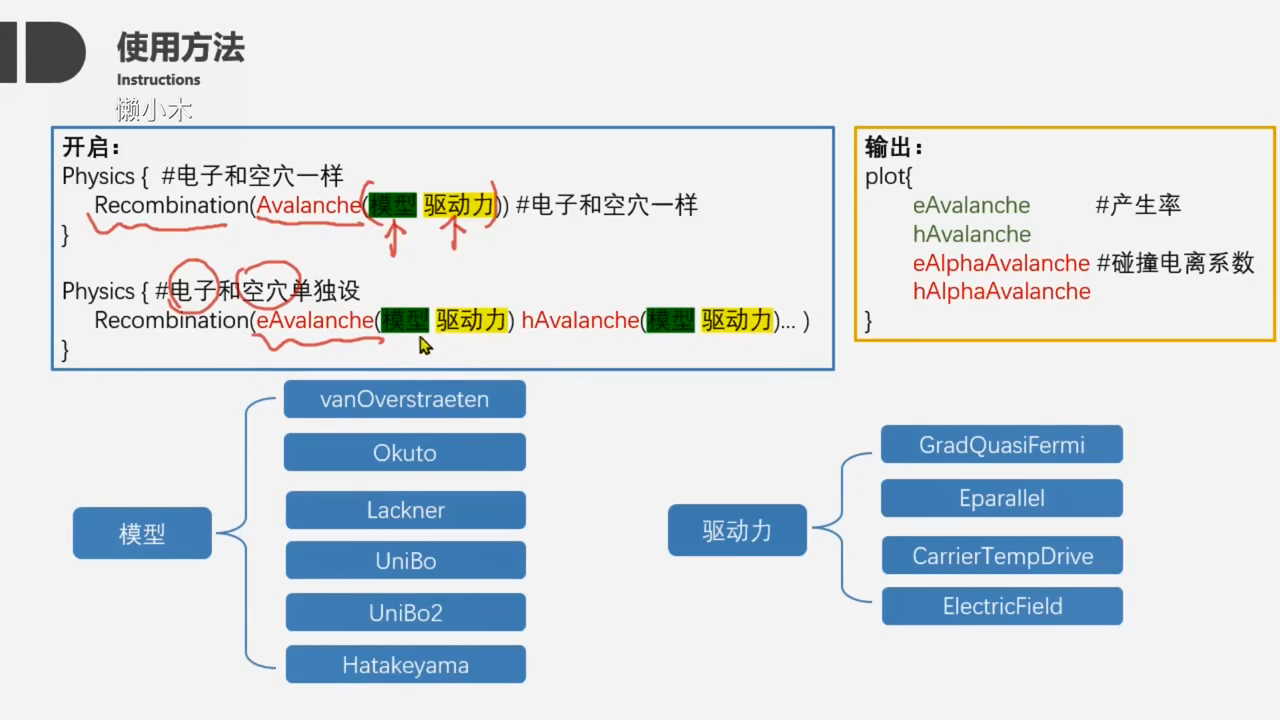 使用方法
Instructions
懒小木
开启：
Physics { #电子和空穴一样
Recombination(Avalanche(模型 驱动力)) #电子和空穴一样
}
Physics { #电子和空穴单独设
Recombination(eAvalanche(模型 驱动力) hAvalanche(模型 驱动力)... )
}
输出：
plot{
eAvalanche #产生率
hAvalanche
eAlphaAvalanche #碰撞电离系数
hAlphaAvalanche
}
模型
vanOverstraeten
Okuto
Lackner
UniBo
UniBo2
Hatakeyama
驱动力
GradQuasiFermi
Eparallel
CarrierTempDrive
ElectricField